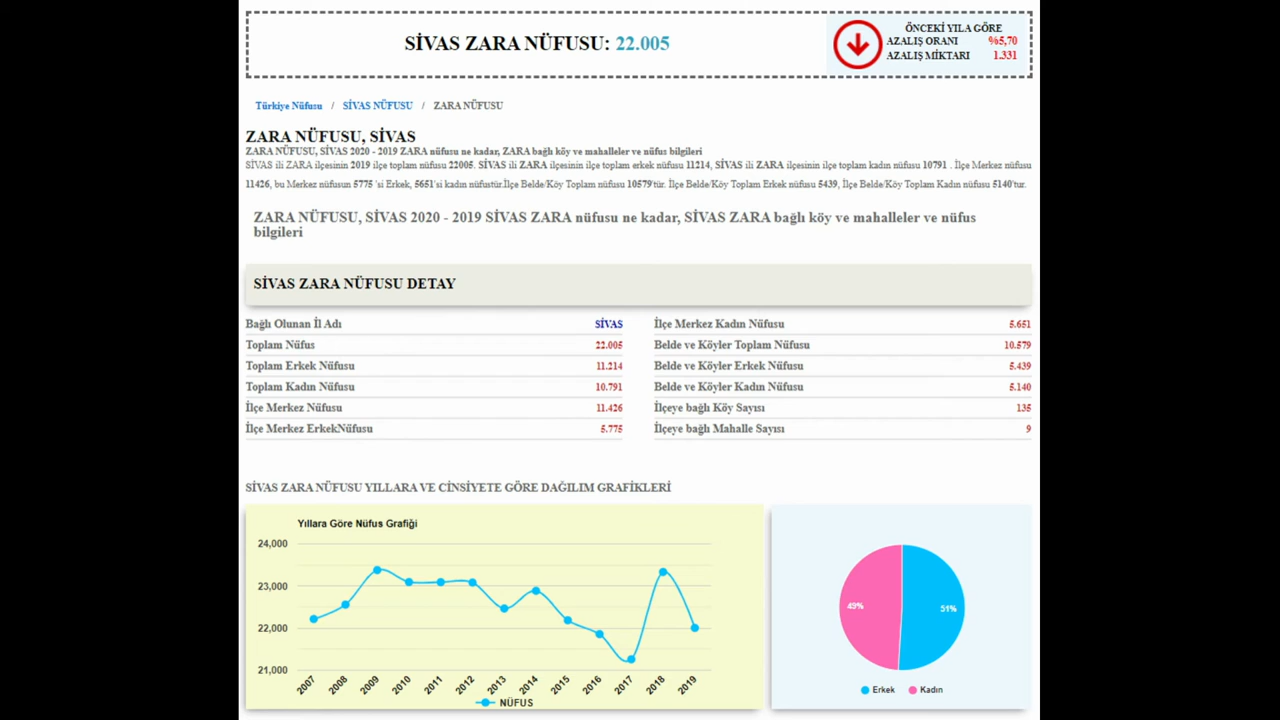 SİVAS ZARA NÜFUSU: 22.005
ÖNCEKİ YILA GÖRE
AZALIŞ ORANI %5,70
AZALIŞ MİKTARI 1.331
Türkiye Nüfusu / SİVAS NÜFUSU / ZARA NÜFUSU
ZARA NÜFUSU, SİVAS
ZARA NÜFUSU, SİVAS 2020 - 2019 ZARA nüfusu ne kadar, ZARA bağlı köy ve mahalleler ve nüfus bilgileri
SİVAS ili ZARA ilçesinin 2019 ilçe toplam nüfusu 22005. SİVAS ili ZARA ilçesinin ilçe toplam erkek nüfusu 11214, SİVAS ili ZARA ilçesinin ilçe toplam kadın nüfusu 10791 . İlçe Merkez nüfusu
11426, bu Merkez nüfusun 5775 'si Erkek, 5651'si kadın nüfustür.İlçe Belde/Köy Toplam nüfusu 10579'tür. İlçe Belde/Köy Toplam Erkek nüfusu 5439, İlçe Belde/Köy Toplam Kadın nüfusu 5140'tur.
ZARA NÜFUSU, SİVAS 2020 - 2019 SİVAS ZARA nüfusu ne kadar, SİVAS ZARA bağlı köy ve mahalleler ve nüfus
bilgileri
SİVAS ZARA NÜFUSU DETAY
Bağlı Olunan İl Adı SİVAS
Toplam Nüfus 22.005
Toplam Erkek Nüfusu 11.214
Toplam Kadın Nüfusu 10.791
İlçe Merkez Nüfusu 11.426
İlçe Merkez ErkekNüfusu 5.775
İlçe Merkez Kadın Nüfusu 5.651
Belde ve Köyler Toplam Nüfusu 10.579
Belde ve Köyler Erkek Nüfusu 5.439
Belde ve Köyler Kadın Nüfusu 5.140
İlçeye bağlı Köy Sayısı 135
İlçeye bağlı Mahalle Sayısı 9
SİVAS ZARA NÜFUSU YILLARA VE CİNSİYETE GÖRE DAĞILIM GRAFİKLERİ
Yıllara Göre Nüfus Grafiği
24,000
23,000
22,000
21,000
2007 2008 2009 2010 2011 2012 2013 2014 2015 2016 2017 2018 2019
NÜFUS
49% 51%
Erkek Kadın